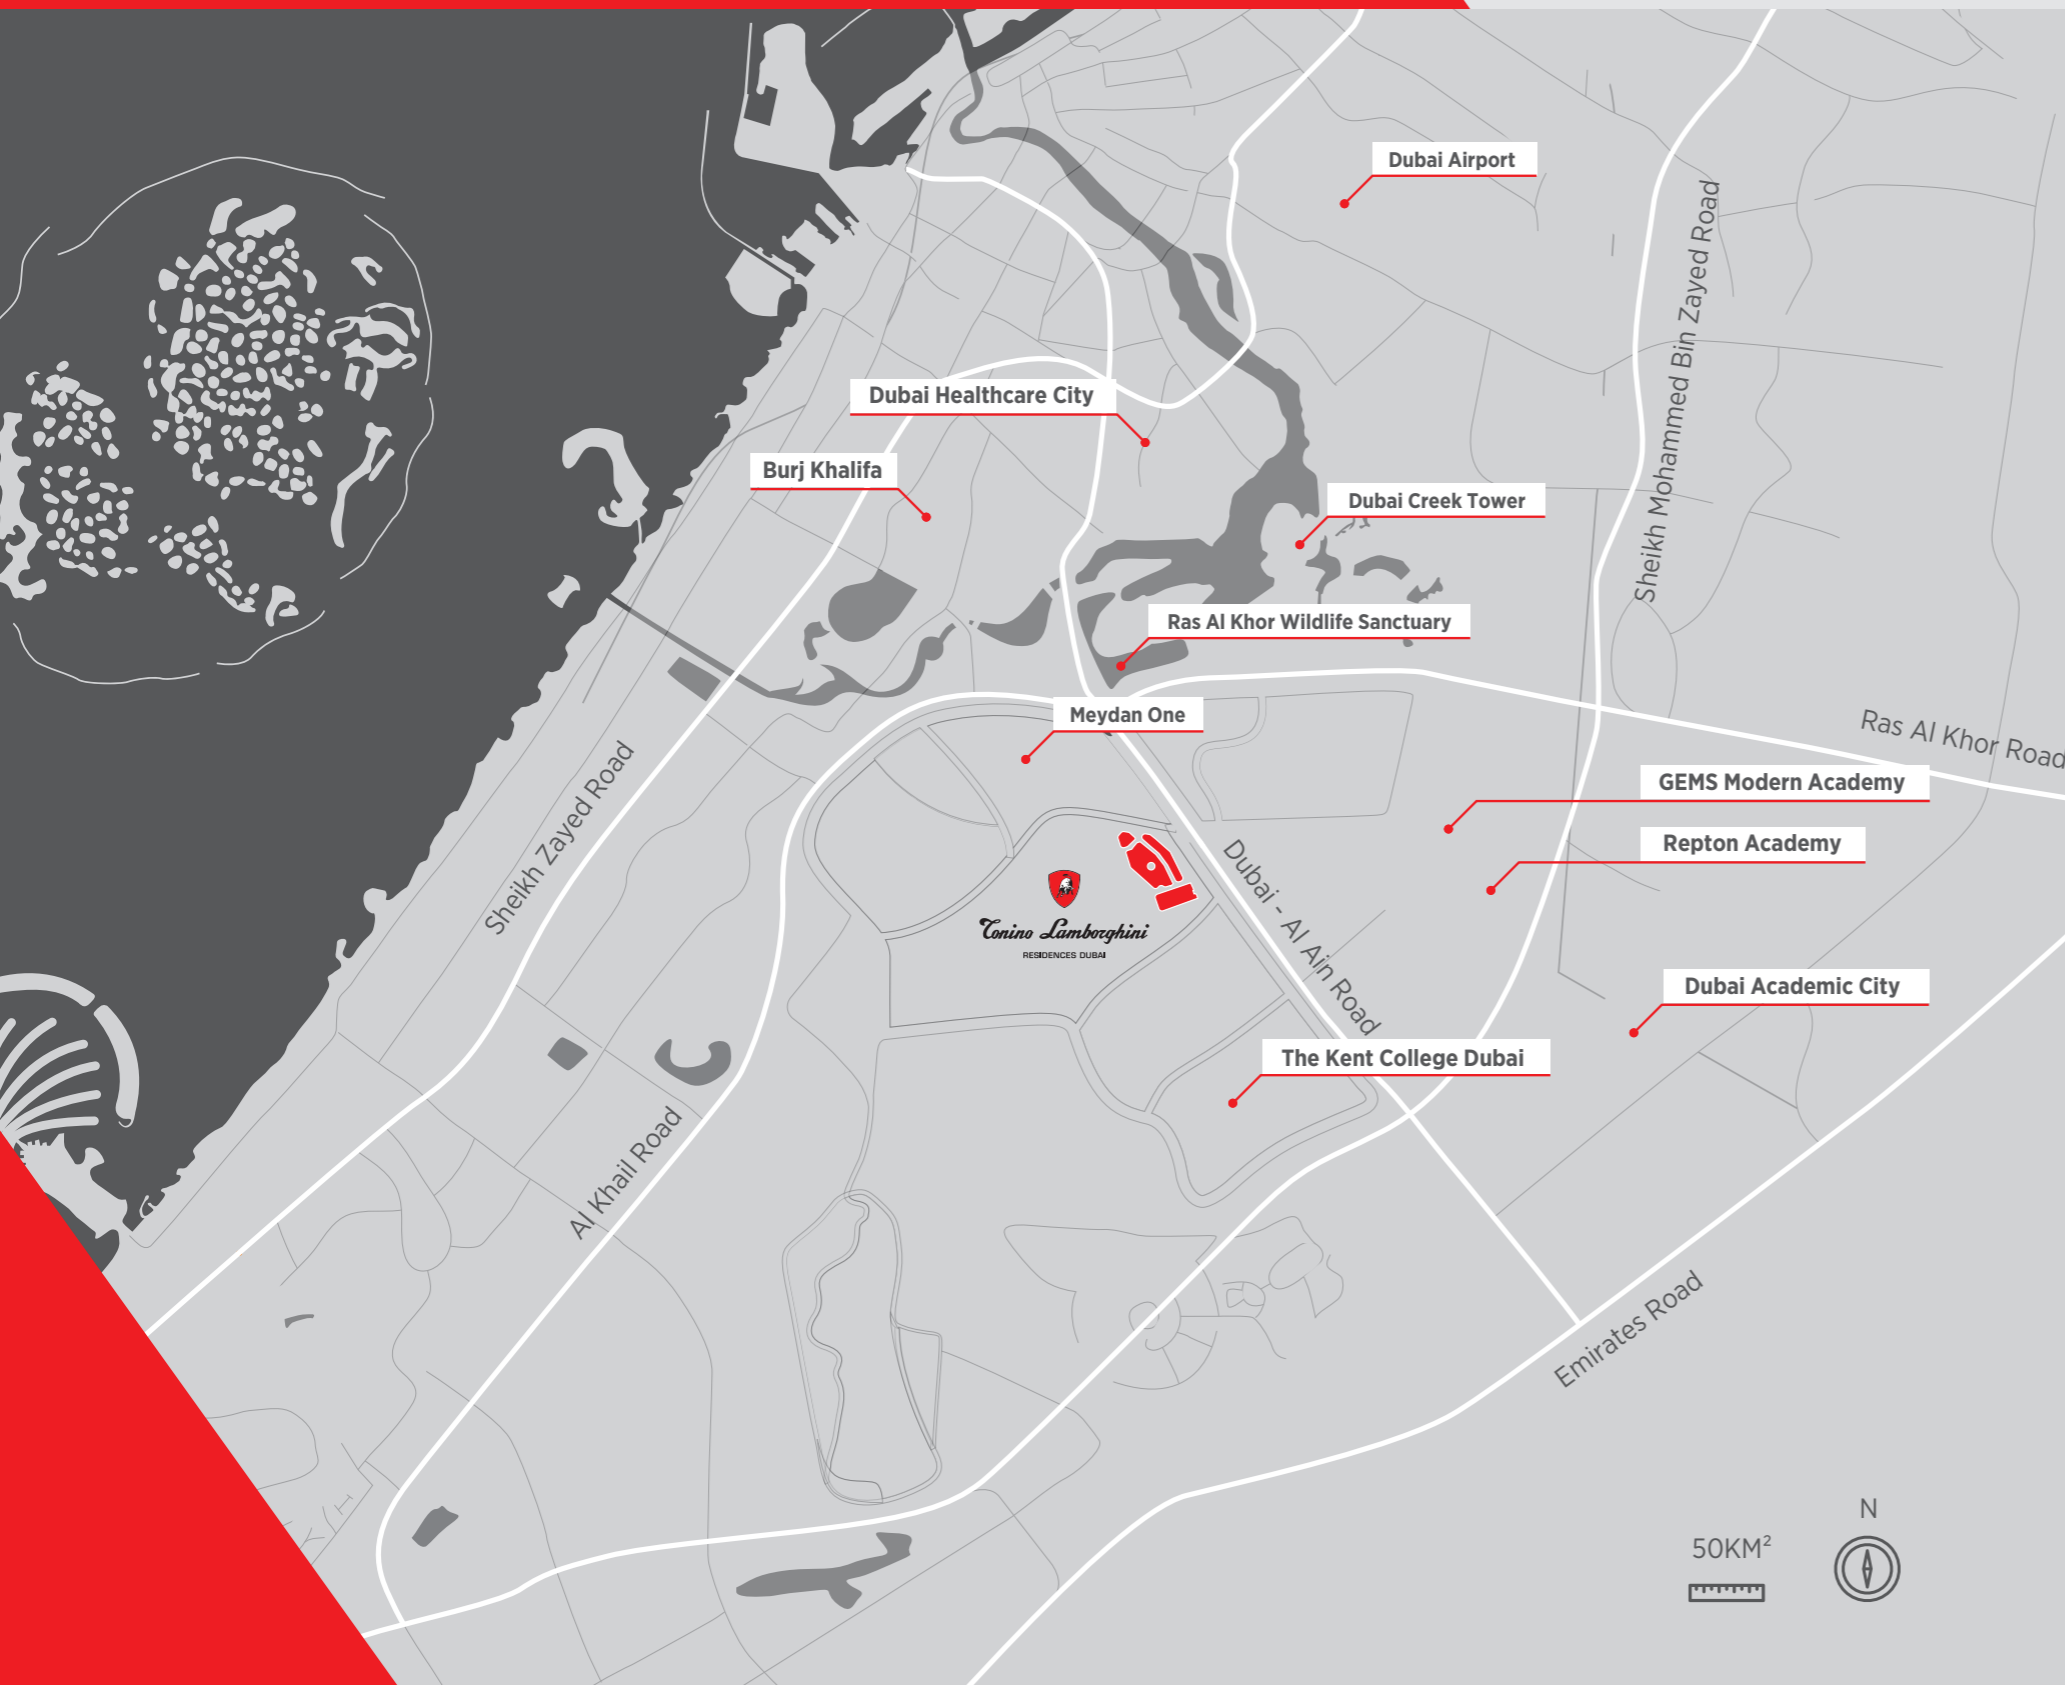 Dubai Airport
Sheikh Mohammed Bin Zayed Road
Dubai Healthcare City
Burj Khalifa
Dubai Creek Tower
Ras Al Khor Wildlife Sanctuary
Meydan One
Ras Al Khor Road
GEMS Modern Academy
Sheikh Zayed Road
Repton Academy
Dubai - Al Ain Road
Tonino Lamborghini
RESIDENCES DUBAI
Dubai Academic City
The Kent College Dubai
Al Khail Road
Emirates Road
N
50KM²